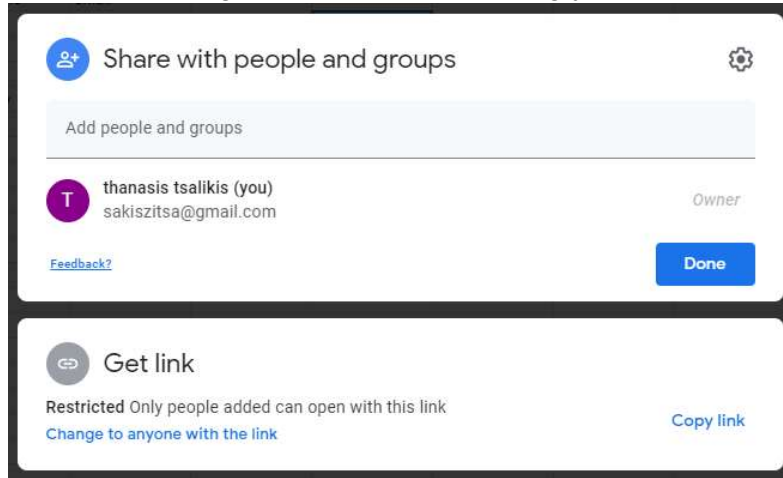 Share with people and groups
Add people and groups
T
thanasis tsalikis (you)
sakiszitsa@gmail.com
Owner
Feedback?
Done
Get link
Restricted Only people added can open with this link
Change to anyone with the link
Copy link